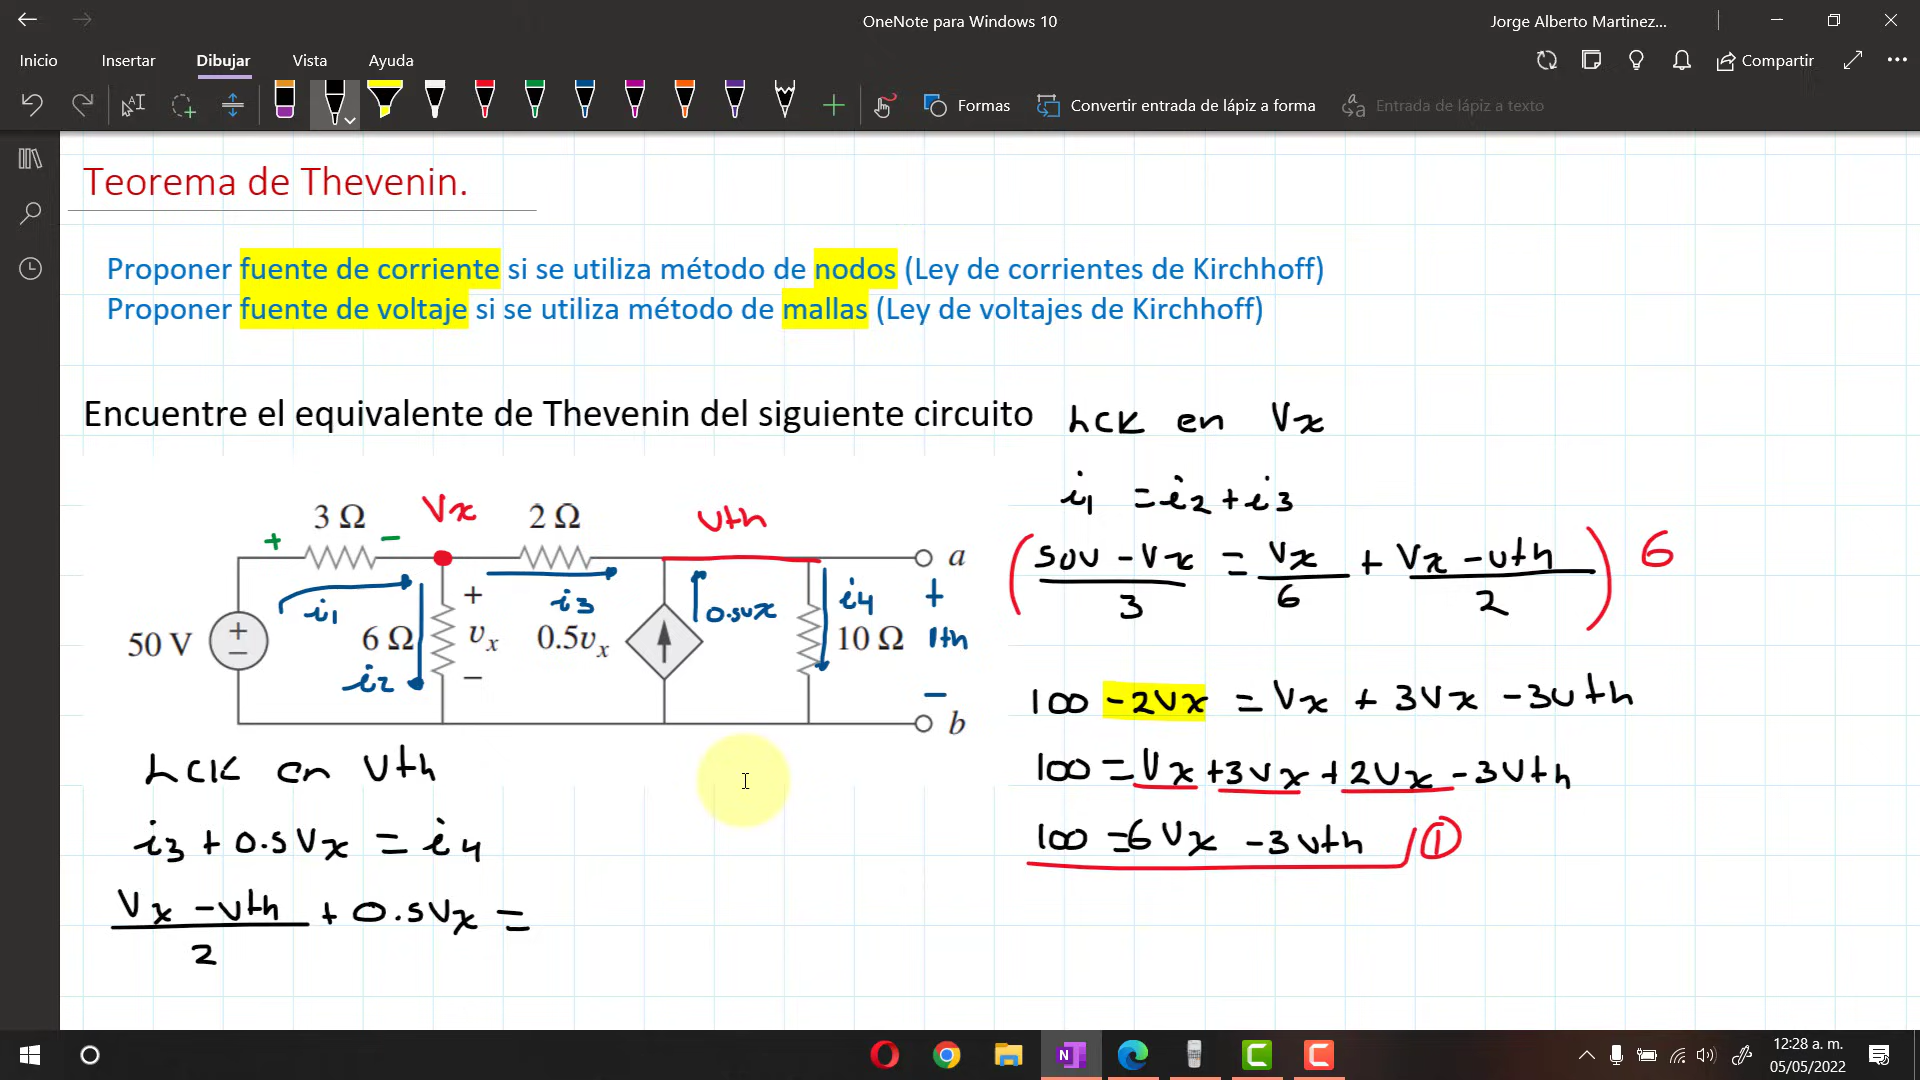 OneNote para Windows 10
Jorge Alberto Martinez...
Inicio
Insertar
Dibujar
Vista
Ayuda
Compartir
Formas
Convertir entrada de lápiz a forma
Entrada de lápiz a texto
Teorema de Thevenin.
Proponer fuente de corriente si se utiliza método de nodos (Ley de corrientes de Kirchhoff)
Proponer fuente de voltaje si se utiliza método de mallas (Ley de voltajes de Kirchhoff)
Encuentre el equivalente de Thevenin del siguiente circuito
LCK en Vx
i1 = i2 + i3
(50V - Vx / 3 = Vx / 6 + Vx - Vth / 2) 6
100 - 2Vx = Vx + 3Vx - 3Vth
100 = Vx + 3Vx + 2Vx - 3Vth
100 = 6Vx - 3Vth ①
3 Ω
Vx
2 Ω
Vth
a
+
-
i1
+
i3
0.5Vx
i4
+
50 V
+
−
6 Ω
vx
0.5vx
10 Ω
Vth
i2
−
-
b
LCK en Vth
i3 + 0.5Vx = i4
Vx - Vth / 2 + 0.5Vx =
12:28 a. m.
05/05/2022